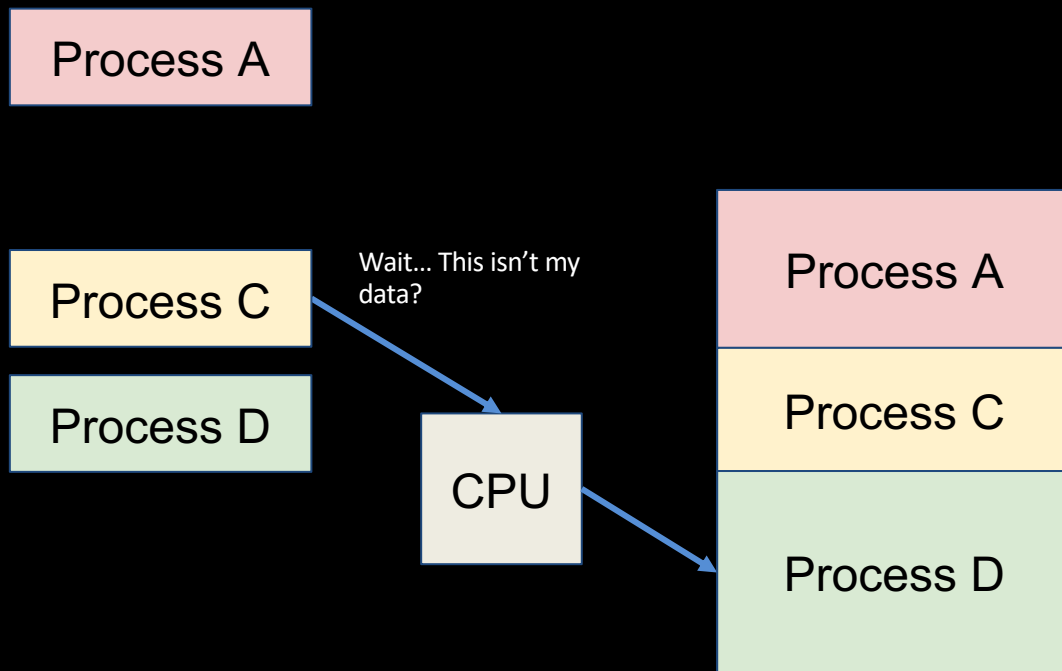 Process A
Process C
Process D
Wait... This isn’t my
data?
CPU
Process A
Process C
Process D